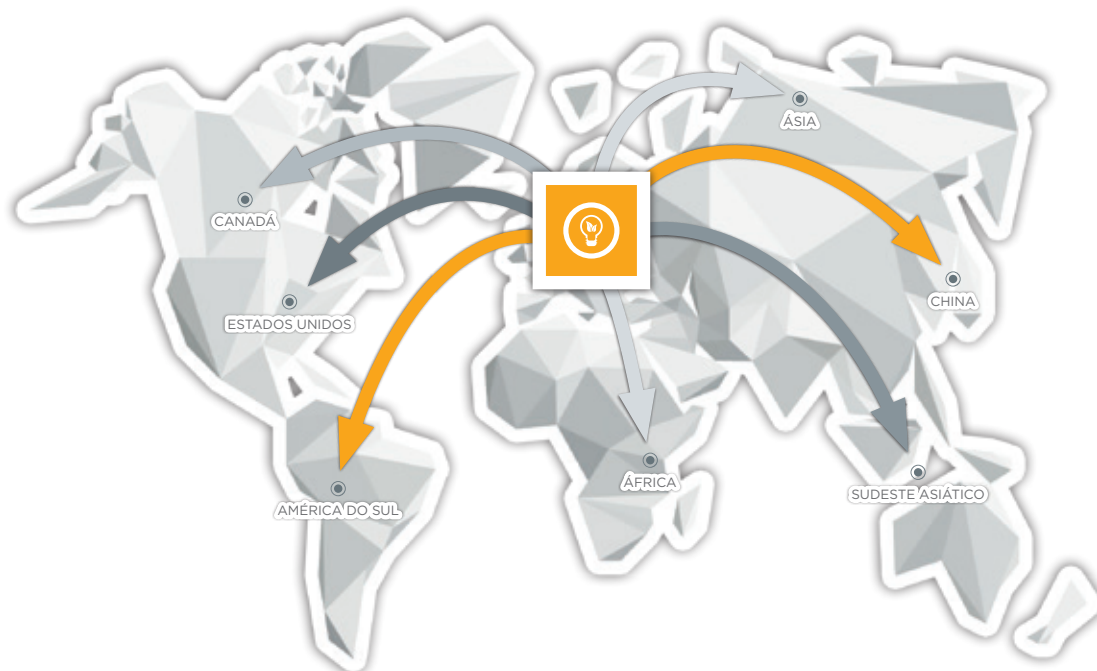 ÁSIA
CANADÁ
CHINA
ESTADOS UNIDOS
ÁFRICA
SUDESTE ASIÁTICO
AMÉRICA DO SUL